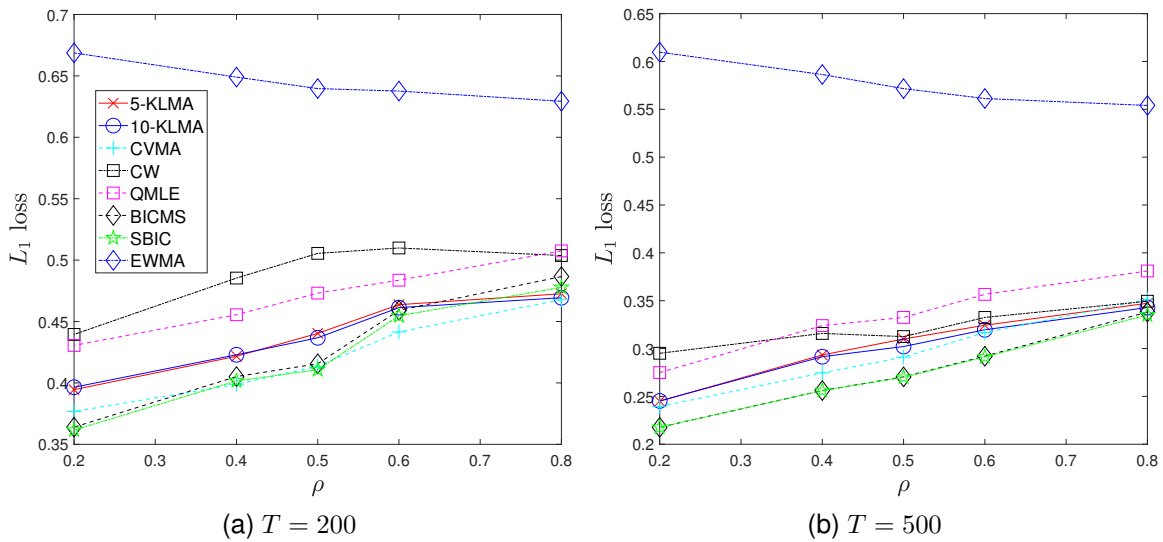 0.7
0.65
0.6
0.55
0.5
0.45
0.4
0.35
L₁ loss
5-KLMA
10-KLMA
CVMA
CW
QMLE
BICMS
SBIC
EWMA
0.2 0.3 0.4 0.5 0.6 0.7 0.8
ρ
(a) T = 200
0.65
0.6
0.55
0.5
0.45
0.4
0.35
0.3
0.25
0.2
L₁ loss
0.2 0.3 0.4 0.5 0.6 0.7 0.8
ρ
(b) T = 500